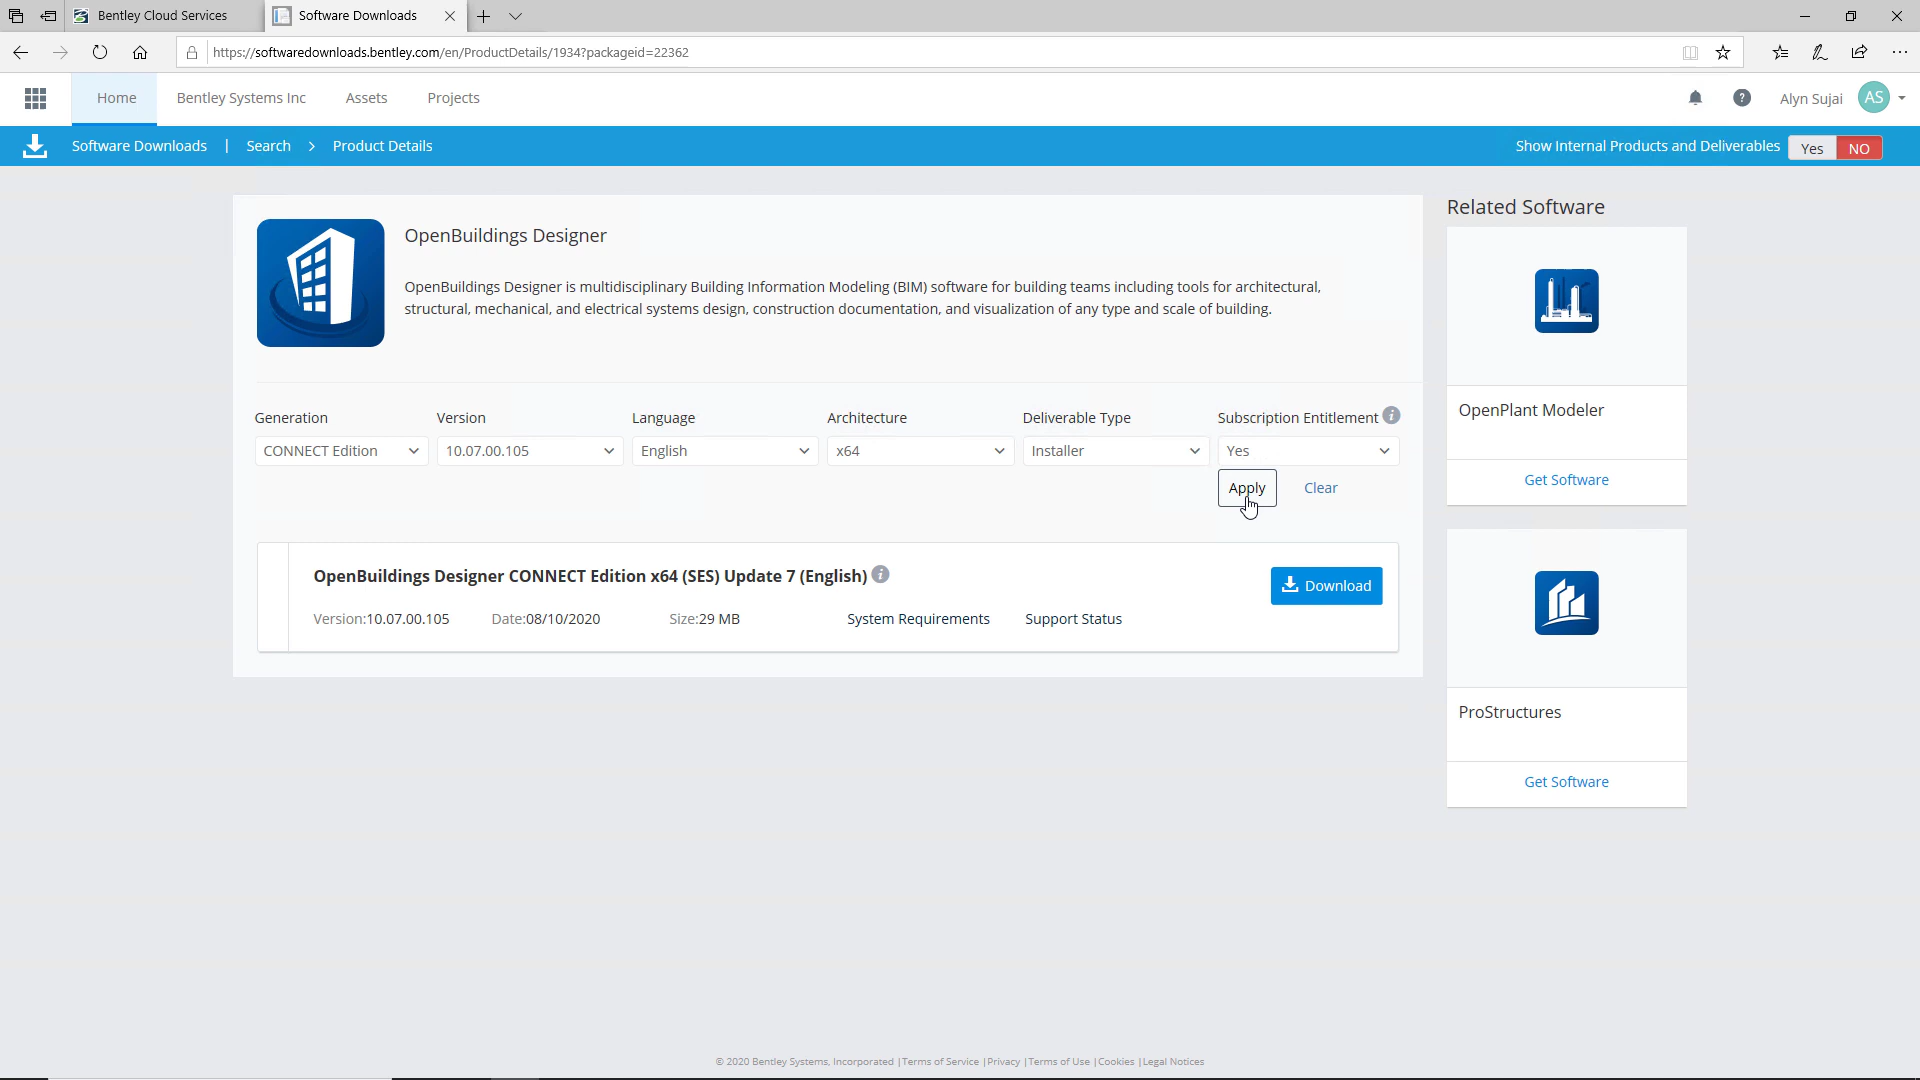 Bentley Cloud Services
Software Downloads
https://softwaredownloads.bentley.com/en/ProductDetails/1934?packageid=22362
Home
Bentley Systems Inc
Assets
Projects
Alyn Sujai
AS
Software Downloads | Search > Product Details
Show Internal Products and Deliverables
Yes
NO
OpenBuildings Designer
OpenBuildings Designer is multidisciplinary Building Information Modeling (BIM) software for building teams including tools for architectural,
structural, mechanical, and electrical systems design, construction documentation, and visualization of any type and scale of building.
Generation
Version
Language
Architecture
Deliverable Type
Subscription Entitlement
CONNECT Edition
10.07.00.105
English
x64
Installer
Yes
Apply
Clear
OpenBuildings Designer CONNECT Edition x64 (SES) Update 7 (English)
Download
Version:10.07.00.105
Date:08/10/2020
Size:29 MB
System Requirements
Support Status
Related Software
OpenPlant Modeler
Get Software
ProStructures
Get Software
© 2020 Bentley Systems, Incorporated |Terms of Service |Privacy |Terms of Use |Cookies |Legal Notices